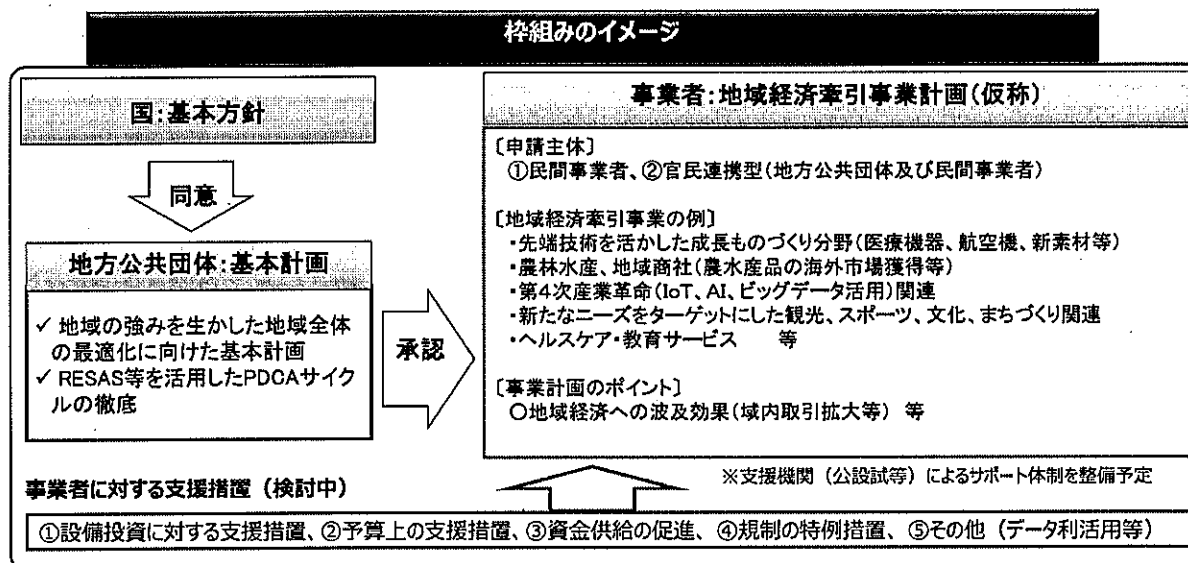 枠組みのイメージ
国:基本方針
同意
地方公共団体:基本計画
✓ 地域の強みを生かした地域全体
の最適化に向けた基本計画
✓ RESAS等を活用したPDCAサイク
ルの徹底
承認
事業者:地域経済牽引事業計画(仮称)
〔申請主体〕
①民間事業者、②官民連携型(地方公共団体及び民間事業者)
〔地域経済牽引事業の例〕
・先端技術を活かした成長ものづくり分野(医療機器、航空機、新素材等)
・農林水産、地域商社(農水産品の海外市場獲得等)
・第4次産業革命(IoT、AI、ビッグデータ活用)関連
・新たなニーズをターゲットにした観光、スポーツ、文化、まちづくり関連
・ヘルスケア・教育サービス 等
〔事業計画のポイント〕
○地域経済への波及効果(域内取引拡大等) 等
※支援機関（公設試等）によるサポート体制を整備予定
事業者に対する支援措置（検討中）
①設備投資に対する支援措置、②予算上の支援措置、③資金供給の促進、④規制の特例措置、⑤その他（データ利活用等）